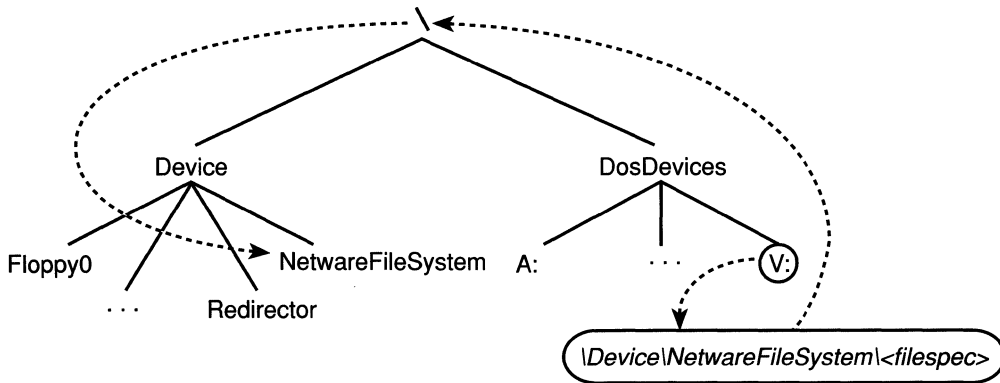 \
Device
DosDevices
Floppy0
NetwareFileSystem
A:
. . .
V:
. . .
Redirector
\Device\NetwareFileSystem\<filespec>